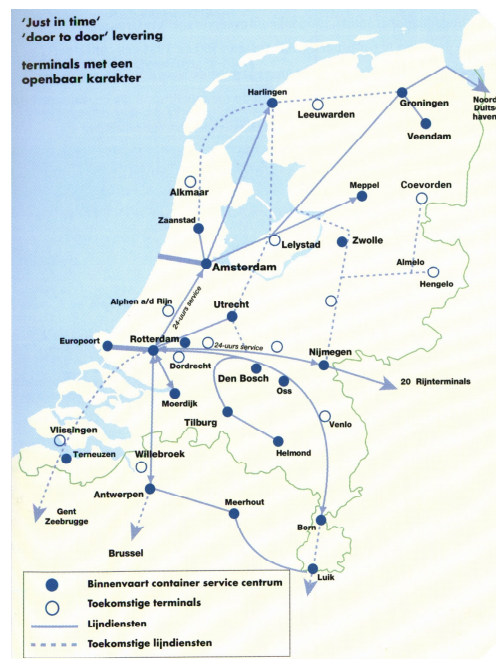 'Just in time'
'door to door' levering
terminals met een
openbaar karakter
Harlingen
Leeuwarden
Groningen
Noord
Duitse
haven
Veendam
Alkmaar
Meppel
Coevorden
Zaanstad
Lelystad
Zwolle
Amsterdam
Almelo
Hengelo
Alphen a/d Rijn
24-uurs service
Utrecht
Europoort
Rotterdam
24-uurs service
Nijmegen
Dordrecht
Den Bosch
20 Rijnterminals
Oss
Moerdijk
Tilburg
Venlo
Vlissingen
Helmond
Terneuzen
Willebroek
Antwerpen
Meerhout
Gent
Zeebrugge
Born
Brussel
Luik
Binnenvaart container service centrum
Toekomstige terminals
Lijndiensten
Toekomstige lijndiensten